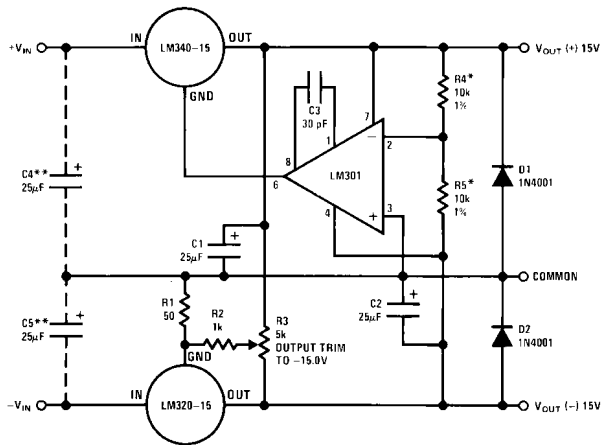 +VIN
IN
LM340-15
OUT
GND
VOUT (+) 15V
C3
30 pF
R4*
10k
1%
7
1
8
2
6
LM301
4
3
R5*
10k
1%
D1
1N4001
C4**
25µF
+
−
+
C1
25µF
+
COMMON
C2
25µF
+
R1
50
R2
1k
R3
5k
OUTPUT TRIM
TO −15.0V
C5**
25µF
+
D2
1N4001
GND
−VIN
IN
LM320-15
OUT
VOUT (−) 15V